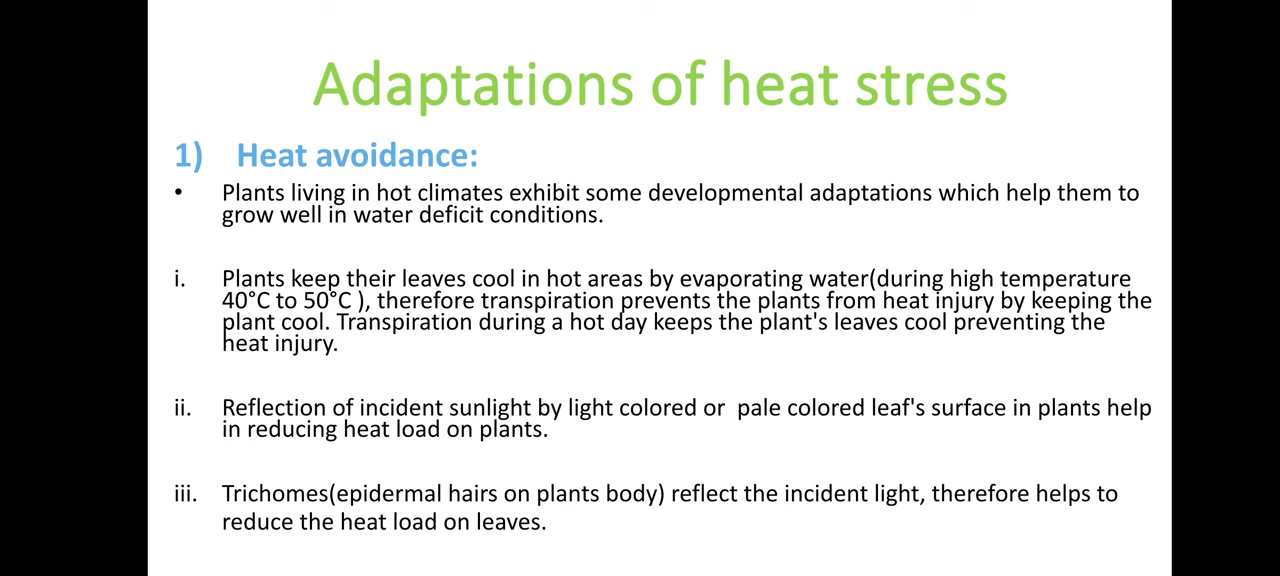 Adaptations of heat stress
1) Heat avoidance:
• Plants living in hot climates exhibit some developmental adaptations which help them to
grow well in water deficit conditions.
i. Plants keep their leaves cool in hot areas by evaporating water(during high temperature
40°C to 50°C ), therefore transpiration prevents the plants from heat injury by keeping the
plant cool. Transpiration during a hot day keeps the plant's leaves cool preventing the
heat injury.
ii. Reflection of incident sunlight by light colored or pale colored leaf's surface in plants help
in reducing heat load on plants.
iii. Trichomes(epidermal hairs on plants body) reflect the incident light, therefore helps to
reduce the heat load on leaves.